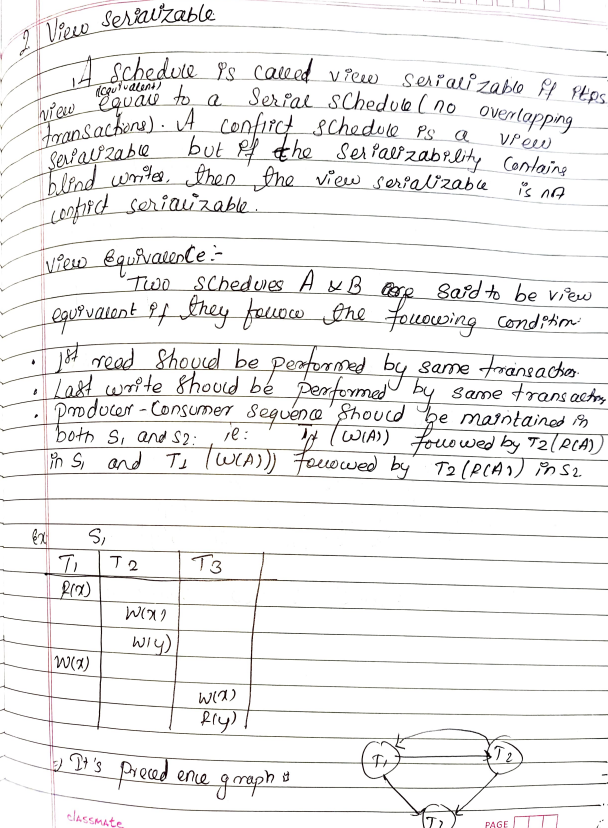 2 View Serializable
A Schedule is called view serializable if its
(equivalent)
view equale to a Serial schedule (no overlapping
transactions). A conflict schedule is a view
serializable but if the serializability contains
blind writes, then the view serializable is not
conflict serializable.
View Equivalence :-
Two schedules A & B are said to be view
equivalent if they follow the following condition:
• 1st read should be performed by same transaction.
• Last write should be performed by same transaction
• Producer-Consumer sequence should be maintained in
both S1 and S2: ie: T1 (W(A)) followed by T2(R(A))
in S1 and T1 (W(A))) followed by T2(R(A)) in S2
Ex S1
T1 T2 T3
R(x)
W(x)
W(y)
W(x)
W(x)
R(y)
⇒ It's Precedence graph is
T1 T2
CLASSMATE
PAGE